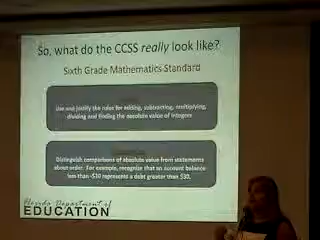 So, what do the CCSS really look like?
Sixth Grade Mathematics Standard
Use and justify the rules for adding, subtracting, multiplying,
dividing and finding the absolute value of integers
Distinguish comparisons of absolute value from statements
about order. For example, recognize that an account balance
less than -$30 represents a debt greater than $30.
Florida Department of
EDUCATION